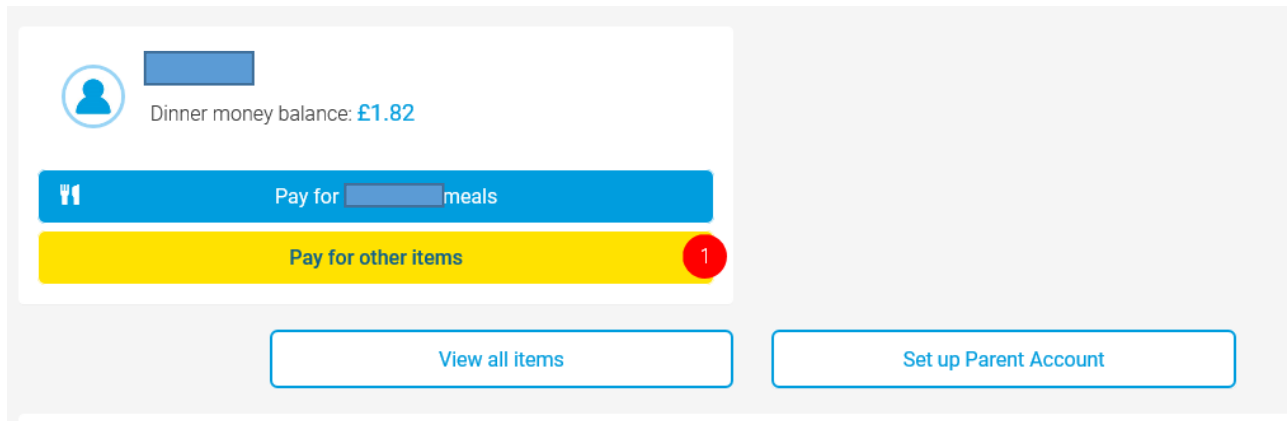 Dinner money balance: £1.82
Pay for meals
Pay for other items 1
View all items
Set up Parent Account